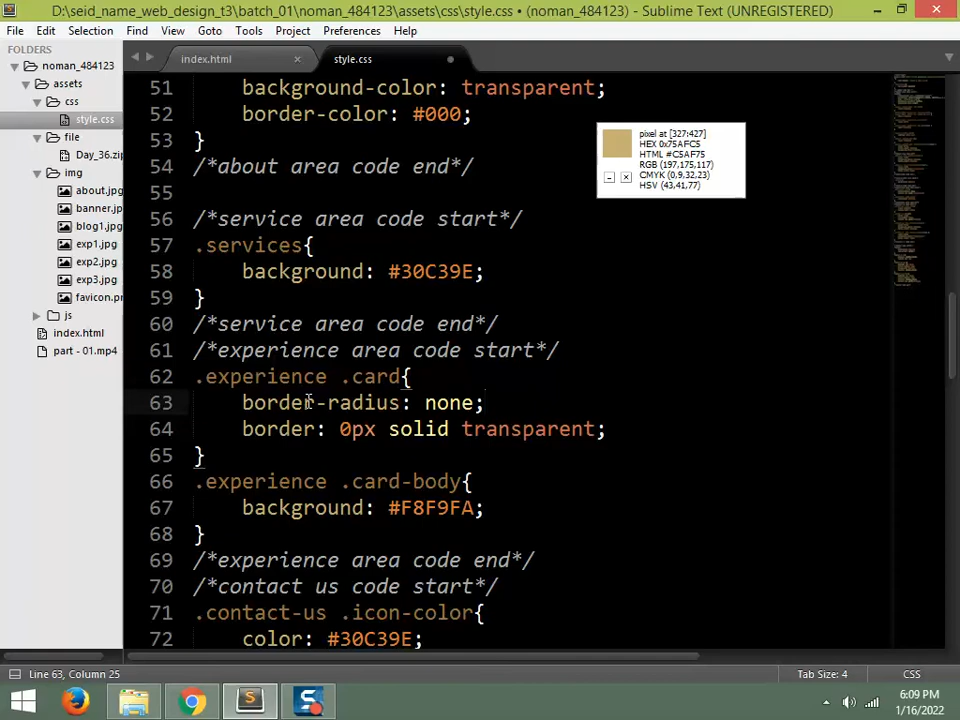 D:\seid_name_web_design_t3\batch_01\noman_484123\assets\css\style.css • (noman_484123) - Sublime Text (UNREGISTERED)
File Edit Selection Find View Goto Tools Project Preferences Help
FOLDERS
noman_484123
assets
css
style.css
file
Day_36.zip
img
about.jpg
banner.jp
blog1.jpg
exp1.jpg
exp2.jpg
exp3.jpg
favicon.pr
js
index.html
part - 01.mp4
index.html ×
style.css
51 background-color: transparent;
52 border-color: #000;
53 }
54 /*about area code end*/
55
56 /*service area code start*/
57 .services{
58 background: #30C39E;
59 }
60 /*service area code end*/
61 /*experience area code start*/
62 .experience .card{
63 border-radius: none;
64 border: 0px solid transparent;
65 }
66 .experience .card-body{
67 background: #F8F9FA;
68 }
69 /*experience area code end*/
70 /*contact us code start*/
71 .contact-us .icon-color{
72 color: #30C39E;
pixel at [327:427]
HEX 0x75AFC5
HTML #C5AF75
RGB (197,175,117)
CMYK (0,9,32,23)
HSV (43,41,77)
Line 63, Column 25
Tab Size: 4
CSS
6:09 PM
1/16/2022